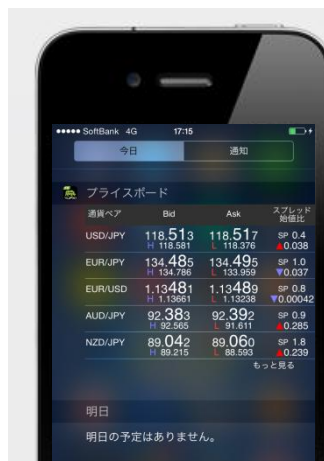 SoftBank 4G 17:15
今日 通知
プライスボード
通貨ペア Bid Ask スプレッド
始値比
USD/JPY 118.513 118.517 SP 0.4
H 118.581 L 118.376 ▲0.038
EUR/JPY 134.485 134.495 SP 1.0
H 134.786 L 133.959 ▼0.037
EUR/USD 1.13481 1.13489 SP 0.8
H 1.13661 L 1.13238 ▼0.00042
AUD/JPY 92.383 92.392 SP 0.9
H 92.565 L 91.611 ▲0.285
NZD/JPY 89.042 89.060 SP 1.8
H 89.215 L 88.593 ▲0.239
もっと見る
明日
明日の予定はありません。